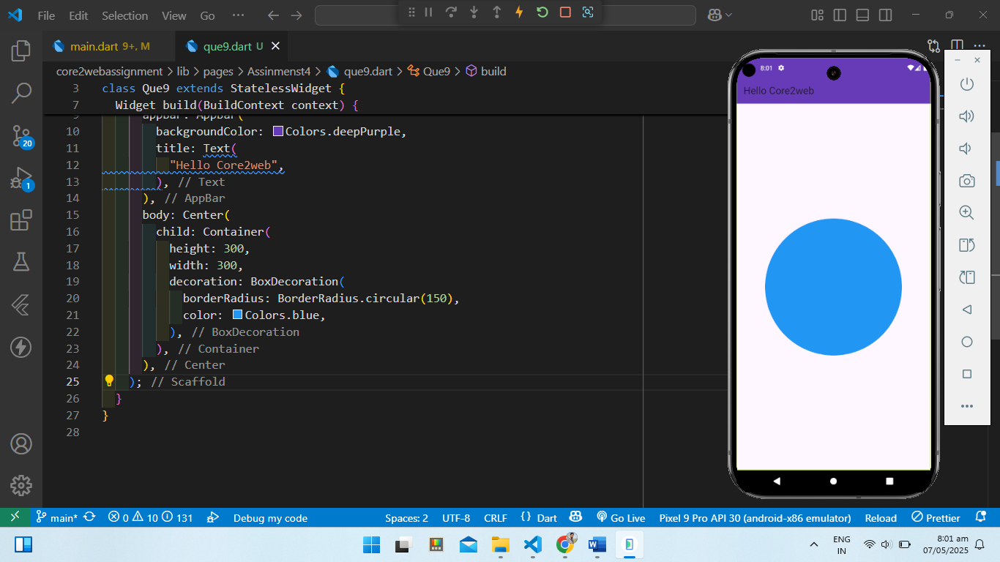 File Edit Selection View Go ···
main.dart 9+, M
que9.dart U
core2webassignment > lib > pages > Assinmenst4 > que9.dart > Que9 > build
3 class Que9 extends StatelessWidget {
7 Widget build(BuildContext context) {
9 appBar: AppBar(
10 backgroundColor: Colors.deepPurple,
11 title: Text(
12 "Hello Core2web",
13 ), // Text
14 ), // AppBar
15 body: Center(
16 child: Container(
17 height: 300,
18 width: 300,
19 decoration: BoxDecoration(
20 borderRadius: BorderRadius.circular(150),
21 color: Colors.blue,
22 ), // BoxDecoration
23 ), // Container
24 ), // Center
25 ); // Scaffold
26 }
27 }
28
20
1
8:01
Hello Core2web
main* 0 10 131 Debug my code Spaces: 2 UTF-8 CRLF {} Dart Go Live Pixel 9 Pro API 30 (android-x86 emulator) Reload Prettier
ENG
IN
8:01 am
07/05/2025